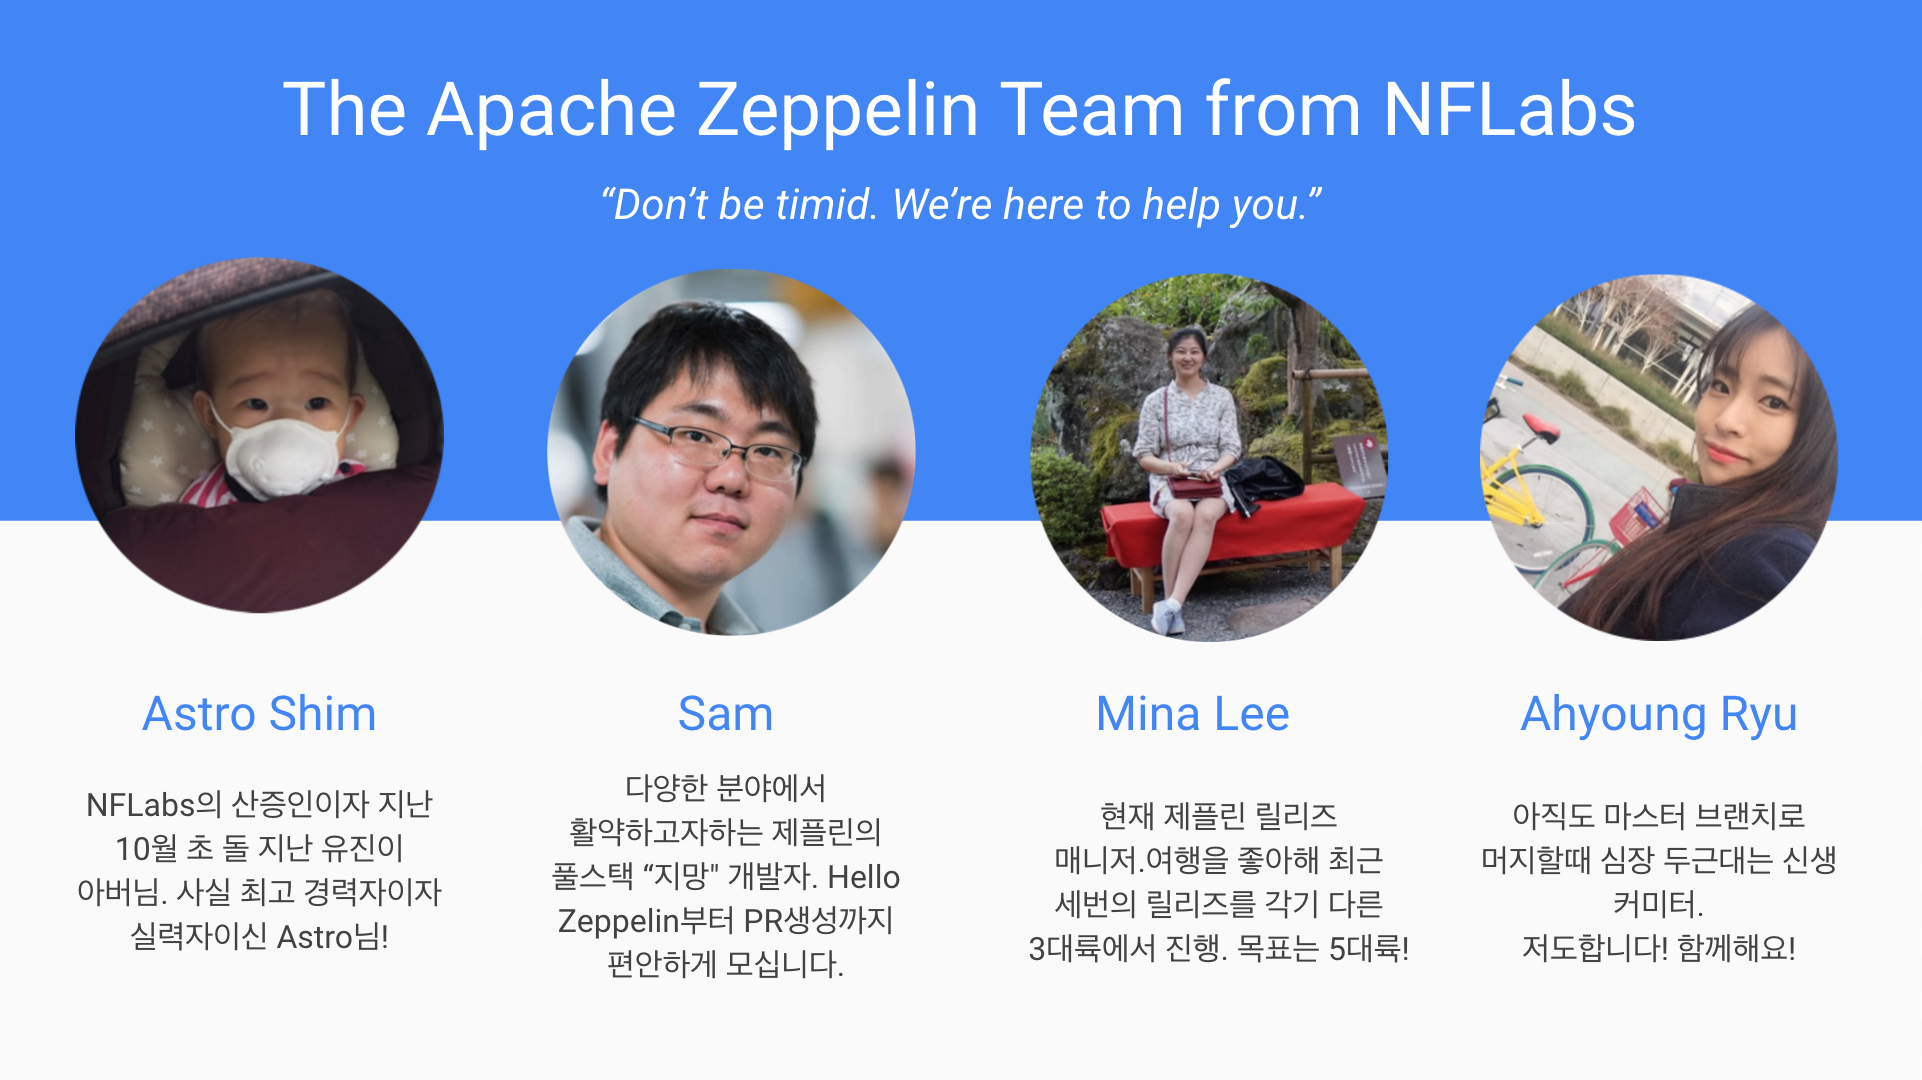 The Apache Zeppelin Team from NFLabs
“Don’t be timid. We’re here to help you.”
Astro Shim
NFLabs의 산증인이자 지난
10월 초 돌 지난 유진이
아버님. 사실 최고 경력자이자
실력자이신 Astro님!
Sam
다양한 분야에서
활약하고자하는 제플린의
풀스택 “지망" 개발자. Hello
Zeppelin부터 PR생성까지
편안하게 모십니다.
Mina Lee
현재 제플린 릴리즈
매니저.여행을 좋아해 최근
세번의 릴리즈를 각기 다른
3대륙에서 진행. 목표는 5대륙!
Ahyoung Ryu
아직도 마스터 브랜치로
머지할때 심장 두근대는 신생
커미터.
저도합니다! 함께해요!